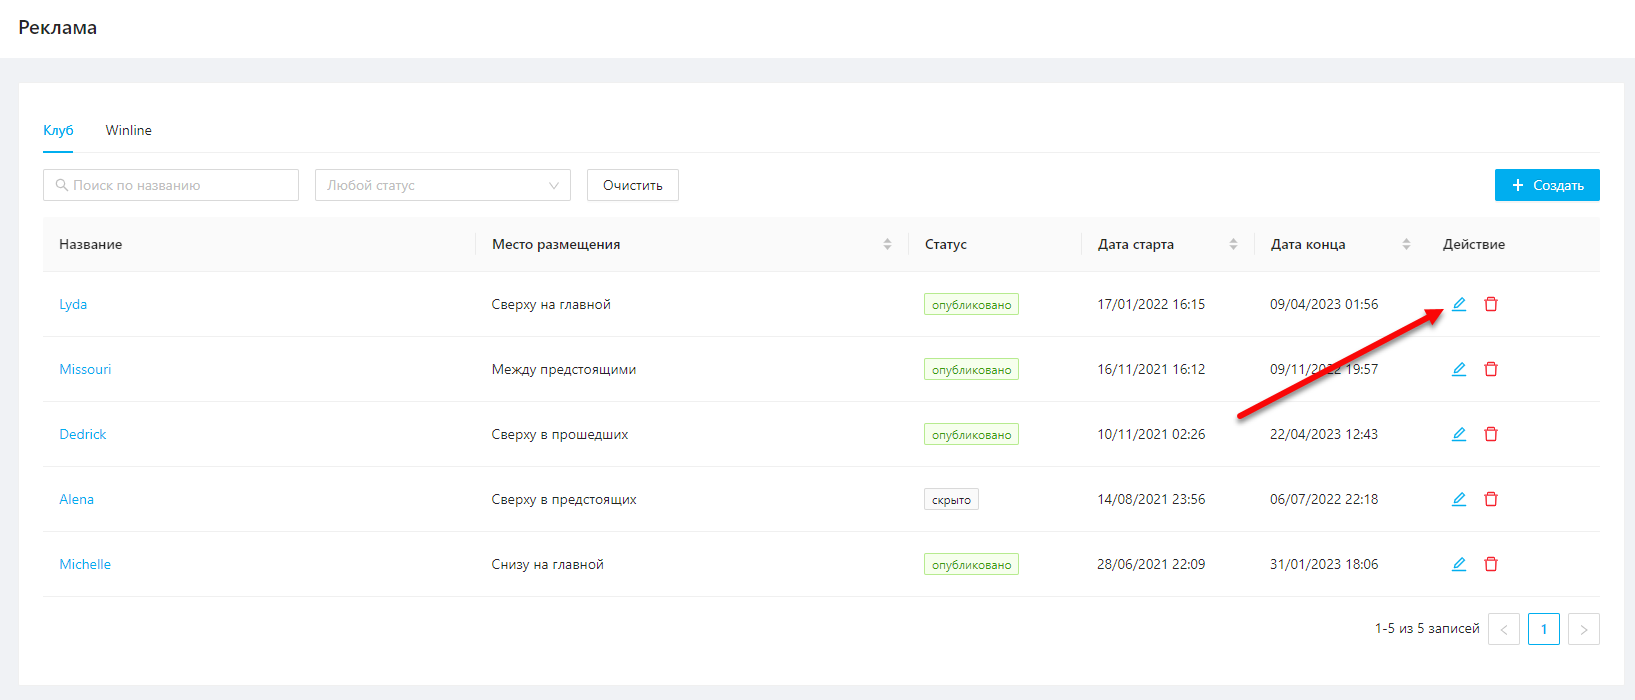 Реклама
Клуб Winline
Поиск по названию Любой статус Очистить + Создать
Название Место размещения Статус Дата старта Дата конца Действие
Lyda Сверху на главной опубликовано 17/01/2022 16:15 09/04/2023 01:56
Missouri Между предстоящими опубликовано 16/11/2021 16:12 09/11/2022 19:57
Dedrick Сверху в прошедших опубликовано 10/11/2021 02:26 22/04/2023 12:43
Alena Сверху в предстоящих скрыто 14/08/2021 23:56 06/07/2022 22:18
Michelle Снизу на главной опубликовано 28/06/2021 22:09 31/01/2023 18:06
1-5 из 5 записей < 1 >